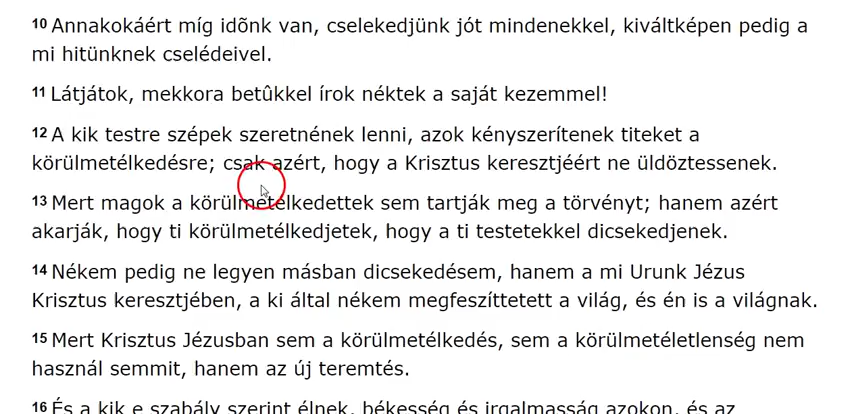 10 Annakokáért míg idõnk van, cselekedjünk jót mindenekkel, kiváltképen pedig a
mi hitünknek cselédeivel.
11 Látjátok, mekkora betûkkel írok néktek a saját kezemmel!
12 A kik testre szépek szeretnének lenni, azok kényszerítenek titeket a
körülmetélkedésre; csak azért, hogy a Krisztus keresztjéért ne üldöztessenek.
13 Mert magok a körülmetélkedettek sem tartják meg a törvényt; hanem azért
akarják, hogy ti körülmetélkedjetek, hogy a ti testetekkel dicsekedjenek.
14 Nékem pedig ne legyen másban dicsekedésem, hanem a mi Urunk Jézus
Krisztus keresztjében, a ki által nékem megfeszíttetett a világ, és én is a világnak.
15 Mert Krisztus Jézusban sem a körülmetélkedés, sem a körülmetéletlenség nem
használ semmit, hanem az új teremtés.
16 És a kik e szabály szerint élnek, békesség és irgalmasság azokon, és az